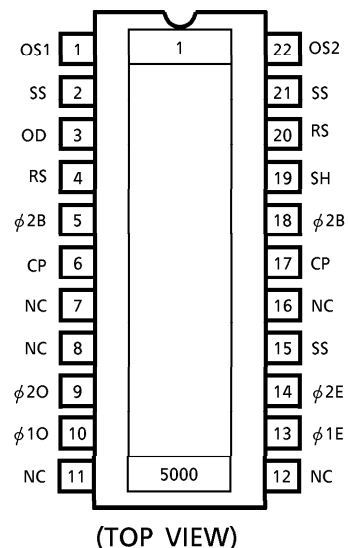 OS1 1 1 22 OS2
SS 2 21 SS
OD 3 20 RS
RS 4 19 SH
ϕ2B 5 18 ϕ2B
CP 6 17 CP
NC 7 16 NC
NC 8 15 SS
ϕ2O 9 14 ϕ2E
ϕ1O 10 13 ϕ1E
NC 11 5000 12 NC
(TOP VIEW)